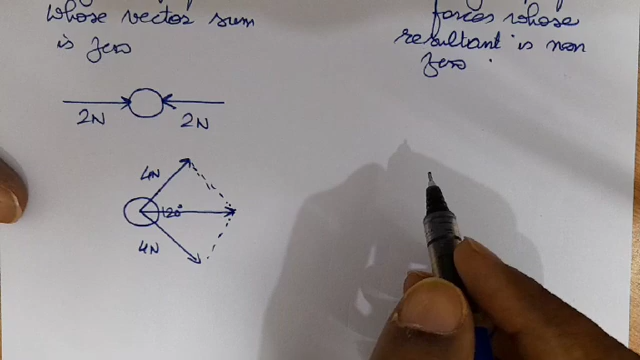 whose vector sum
is zero
forces whose
resultant is non
zero .
2N
2N
4N
120°
4N